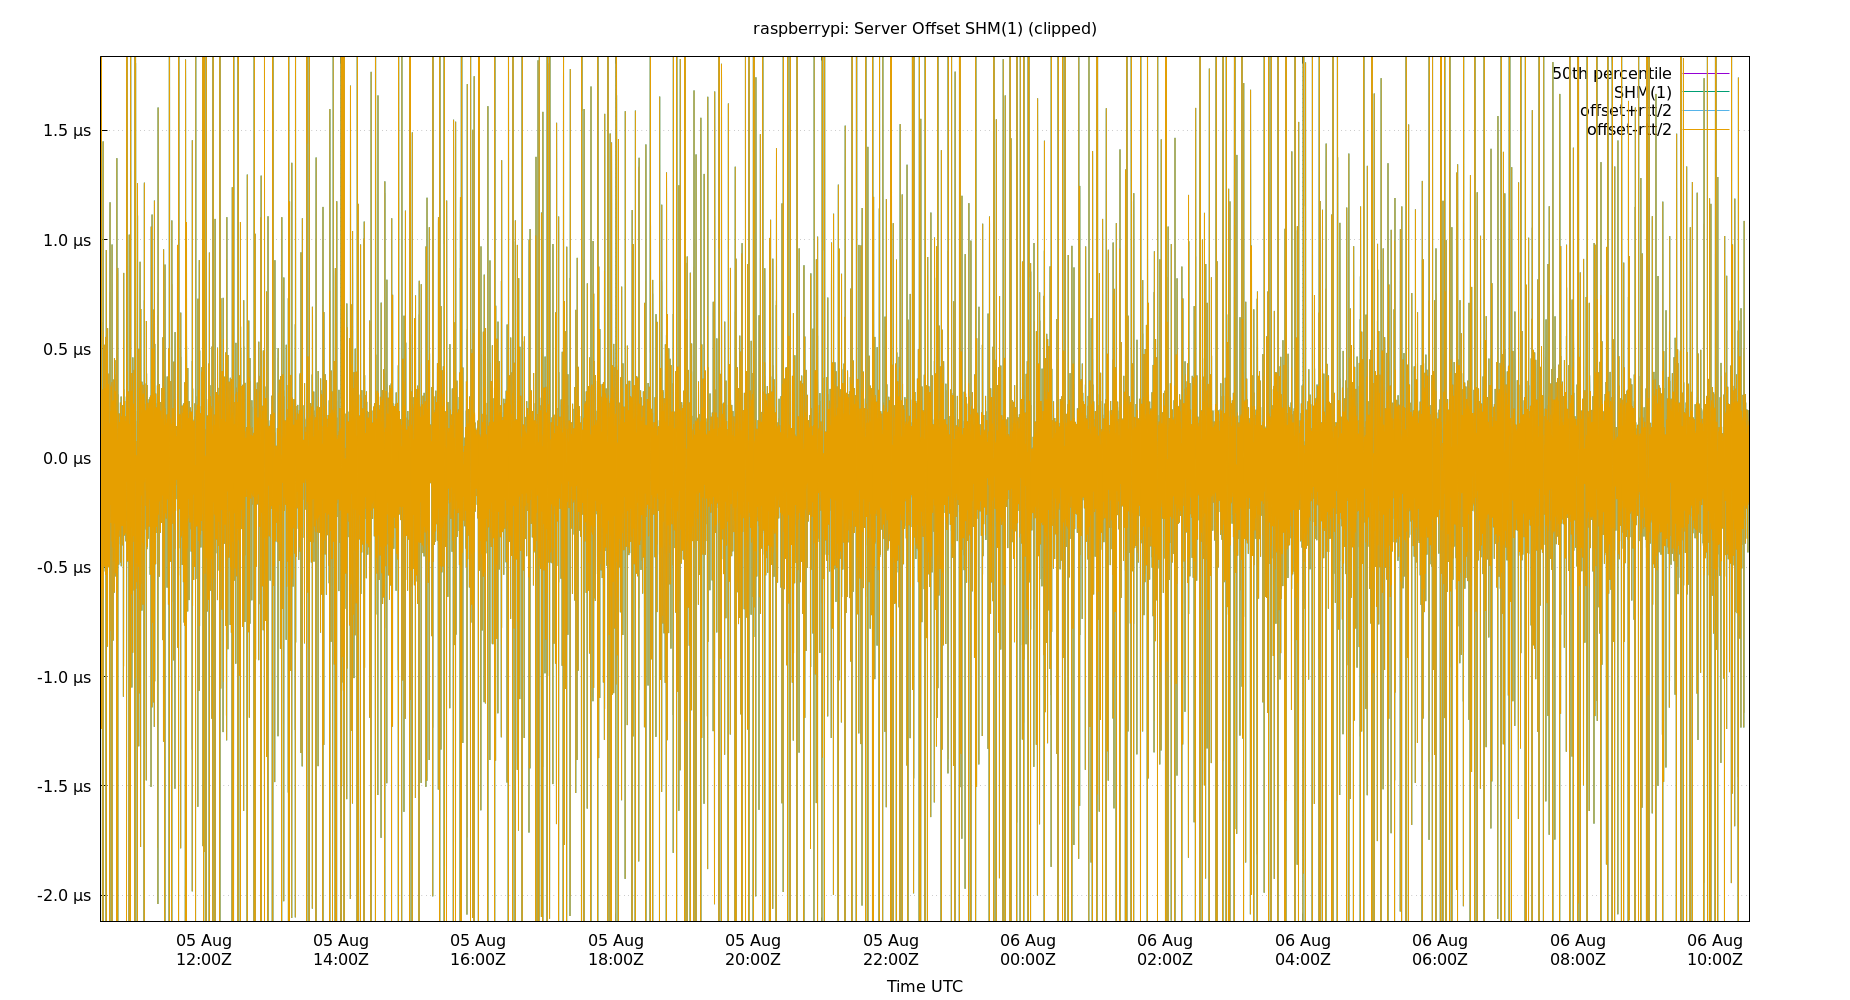 raspberrypi: Server Offset SHM(1) (clipped)
50th percentile
SHM(1)
offset+rtt/2
offset-rtt/2
1.5 µs
1.0 µs
0.5 µs
0.0 µs
-0.5 µs
-1.0 µs
-1.5 µs
-2.0 µs
05 Aug 05 Aug 05 Aug 05 Aug 05 Aug 05 Aug 06 Aug 06 Aug 06 Aug 06 Aug 06 Aug 06 Aug
12:00Z 14:00Z 16:00Z 18:00Z 20:00Z 22:00Z 00:00Z 02:00Z 04:00Z 06:00Z 08:00Z 10:00Z
Time UTC